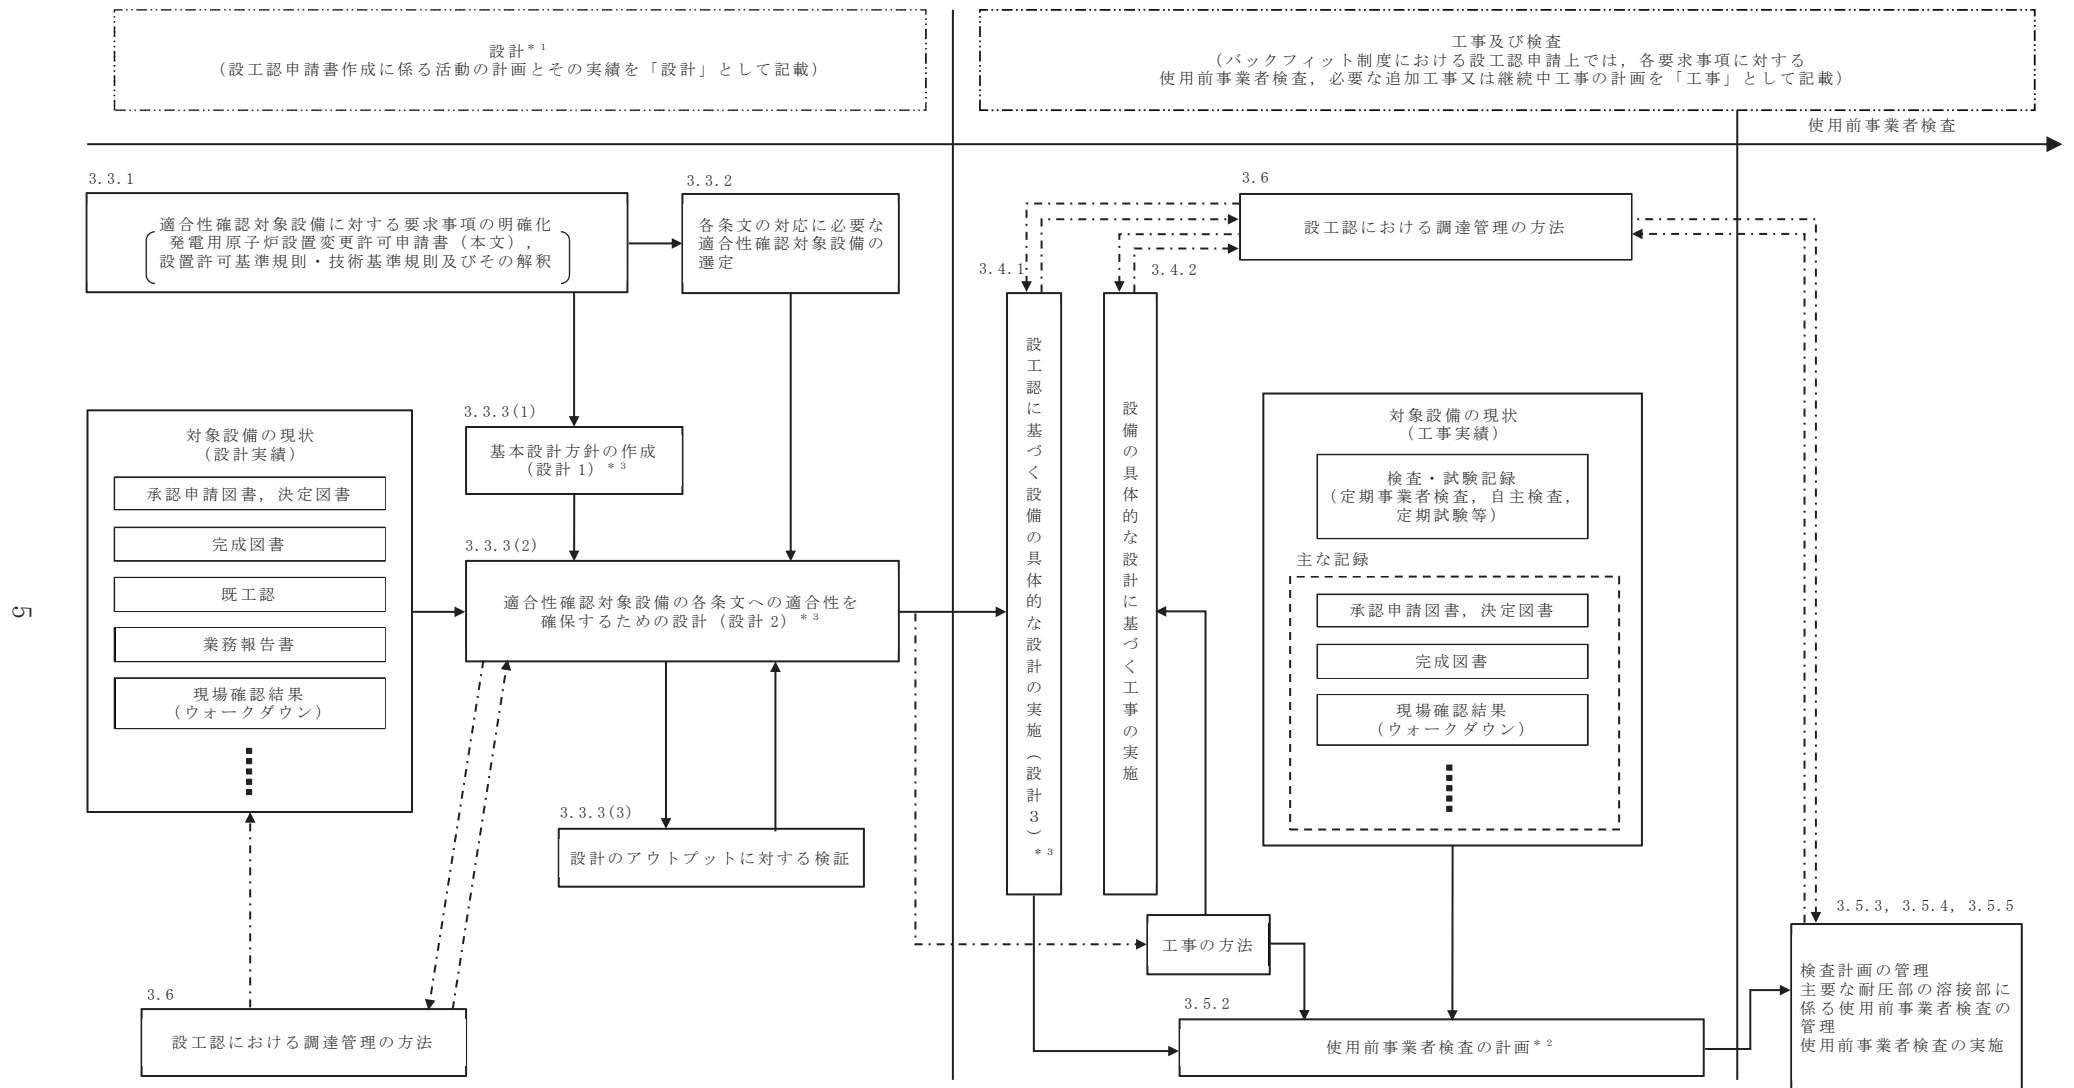 設計*1
（設工認申請書作成に係る活動の計画とその実績を「設計」として記載）
工事及び検査
（バックフィット制度における設工認申請上では，各要求事項に対する
使用前事業者検査，必要な追加工事又は継続中工事の計画を「工事」として記載）
使用前事業者検査
3.3.1
適合性確認対象設備に対する要求事項の明確化
発電用原子炉設置変更許可申請書（本文），
設置許可基準規則・技術基準規則及びその解釈
3.3.2
各条文の対応に必要な
適合性確認対象設備の
選定
3.6
設工認における調達管理の方法
3.4.1
3.4.2
設工認に基づく設備の具体的な設計の実施（設計3）*3
設備の具体的な設計に基づく工事の実施
対象設備の現状
（設計実績）
承認申請図書，決定図書
完成図書
既工認
業務報告書
現場確認結果
（ウォークダウン）
3.3.3(1)
基本設計方針の作成
（設計1）*3
3.3.3(2)
適合性確認対象設備の各条文への適合性を
確保するための設計（設計2）*3
3.3.3(3)
設計のアウトプットに対する検証
対象設備の現状
（工事実績）
検査・試験記録
（定期事業者検査，自主検査，
定期試験等）
主な記録
承認申請図書，決定図書
完成図書
現場確認結果
（ウォークダウン）
工事の方法
3.6
設工認における調達管理の方法
3.5.2
使用前事業者検査の計画*2
3.5.3, 3.5.4, 3.5.5
検査計画の管理
主要な耐圧部の溶接部に
係る使用前事業者検査の
管理
使用前事業者検査の実施
5